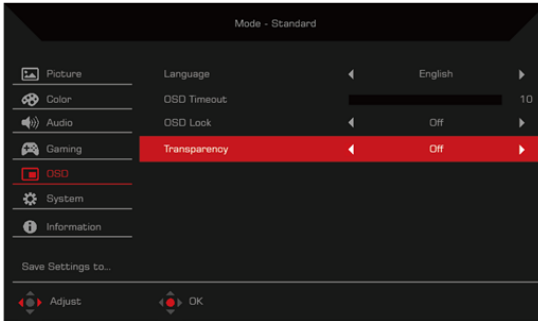 Mode - Standard
Picture
Language
English
Color
OSD Timeout
10
Audio
OSD Lock
Off
Gaming
Transparency
Off
OSD
System
Information
Save Settings to...
Adjust
OK